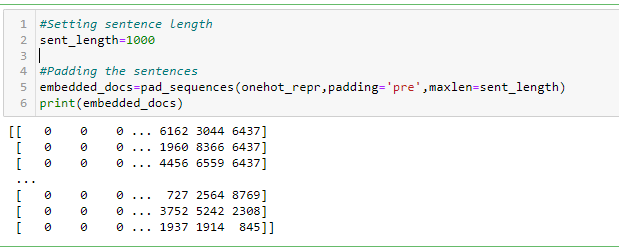 1 #Setting sentence length
2 sent_length=1000
3
4 #Padding the sentences
5 embedded_docs=pad_sequences(onehot_repr,padding='pre',maxlen=sent_length)
6 print(embedded_docs)
[[   0    0    0 ... 6162 3044 6437]
 [   0    0    0 ... 1960 8366 6437]
 [   0    0    0 ... 4456 6559 6437]
 ...
 [   0    0    0 ...  727 2564 8769]
 [   0    0    0 ... 3752 5242 2308]
 [   0    0    0 ... 1937 1914  845]]